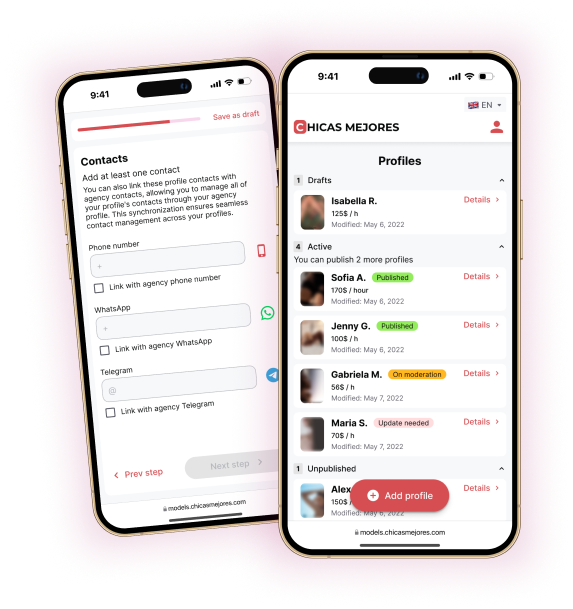 9:41
Save as draft
Contacts
Add at least one contact
You can also link these profile contacts with
agency contacts, allowing you to manage all of
your profile's contacts through your agency
profile. This synchronization ensures seamless
contact management across your profiles.
Phone number
+
Link with agency phone number
WhatsApp
+
Link with agency WhatsApp
Telegram
@
Link with agency Telegram
Prev step
Next step
models.chicasmejores.com
9:41
EN
CHICAS MEJORES
Profiles
1 Drafts
Isabella R. Details
125$ / h
Modified: May 6, 2022
4 Active
You can publish 2 more profiles
Sofia A. Published Details
170$ / hour
Modified: May 6, 2022
Jenny G. Published Details
100$ / h
Modified: May 6, 2022
Gabriela M. On moderation Details
56$ / h
Modified: May 7, 2022
Maria S. Update needed Details
70$ / h
Modified: May 7, 2022
1 Unpublished
Alex Details
150$ /
Modified: May 6, 2022
Add profile
models.chicasmejores.com